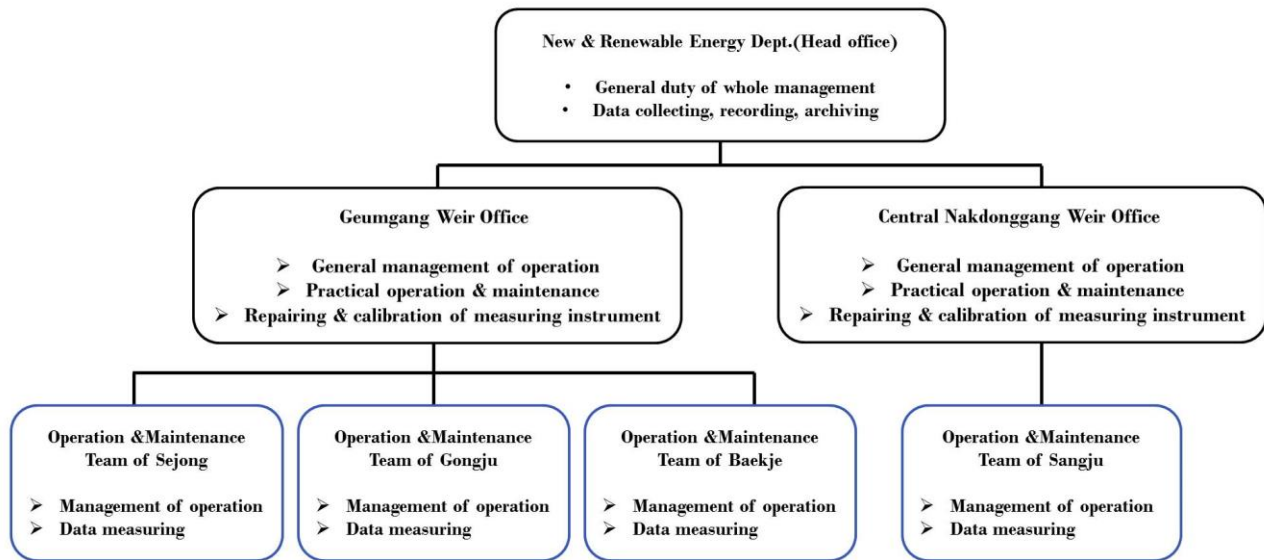 New & Renewable Energy Dept.(Head office)
• General duty of whole management
• Data collecting, recording, archiving
Geumgang Weir Office
➢ General management of operation
➢ Practical operation & maintenance
➢ Repairing & calibration of measuring instrument
Central Nakdonggang Weir Office
➢ General management of operation
➢ Practical operation & maintenance
➢ Repairing & calibration of measuring instrument
Operation &Maintenance
Team of Sejong
➢ Management of operation
➢ Data measuring
Operation &Maintenance
Team of Gongju
➢ Management of operation
➢ Data measuring
Operation &Maintenance
Team of Baekje
➢ Management of operation
➢ Data measuring
Operation &Maintenance
Team of Sangju
➢ Management of operation
➢ Data measuring